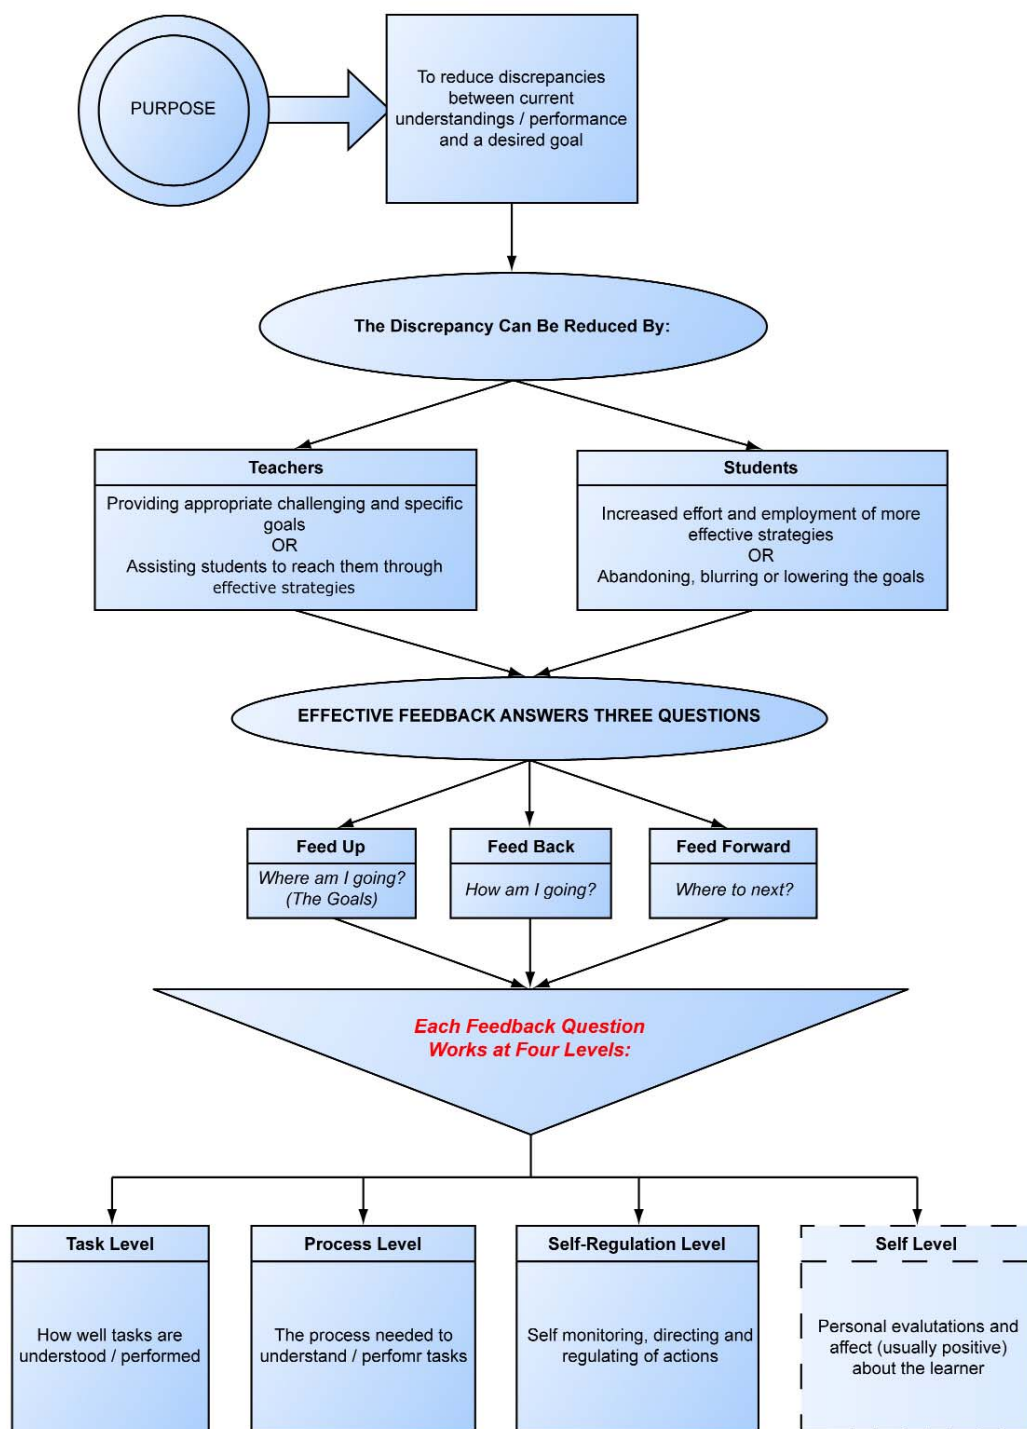 PURPOSE
To reduce discrepancies
between current
understandings / performance
and a desired goal
The Discrepancy Can Be Reduced By:
Teachers
Providing appropriate challenging and specific
goals
OR
Assisting students to reach them through
effective strategies
Students
Increased effort and employment of more
effective strategies
OR
Abandoning, blurring or lowering the goals
EFFECTIVE FEEDBACK ANSWERS THREE QUESTIONS
Feed Up
Where am I going?
(The Goals)
Feed Back
How am I going?
Feed Forward
Where to next?
Each Feedback Question
Works at Four Levels:
Task Level
How well tasks are
understood / performed
Process Level
The process needed to
understand / perfomr tasks
Self-Regulation Level
Self monitoring, directing and
regulating of actions
Self Level
Personal evalutations and
affect (usually positive)
about the learner